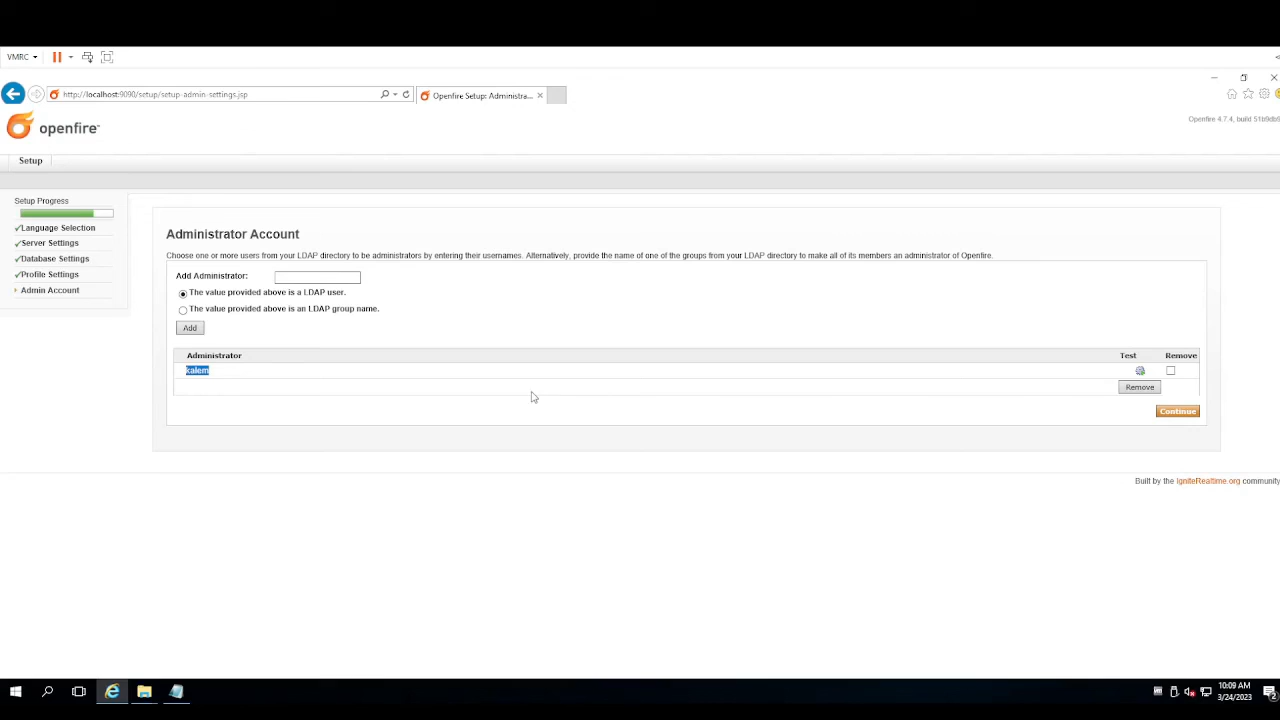 VMRC
http://localhost:9090/setup/setup-admin-settings.jsp
Openfire Setup: Administra...
openfire
Openfire 4.7.4, build 51b9db9
Setup
Setup Progress
Language Selection
Server Settings
Database Settings
Profile Settings
Admin Account
Administrator Account
Choose one or more users from your LDAP directory to be administrators by entering their usernames. Alternatively, provide the name of one of the groups from your LDAP directory to make all of its members an administrator of Openfire.
Add Administrator:
The value provided above is a LDAP user.
The value provided above is an LDAP group name.
Add
Administrator Test Remove
kalem
Remove
Continue
Built by the IgniteRealtime.org community
10:09 AM
3/24/2023
2